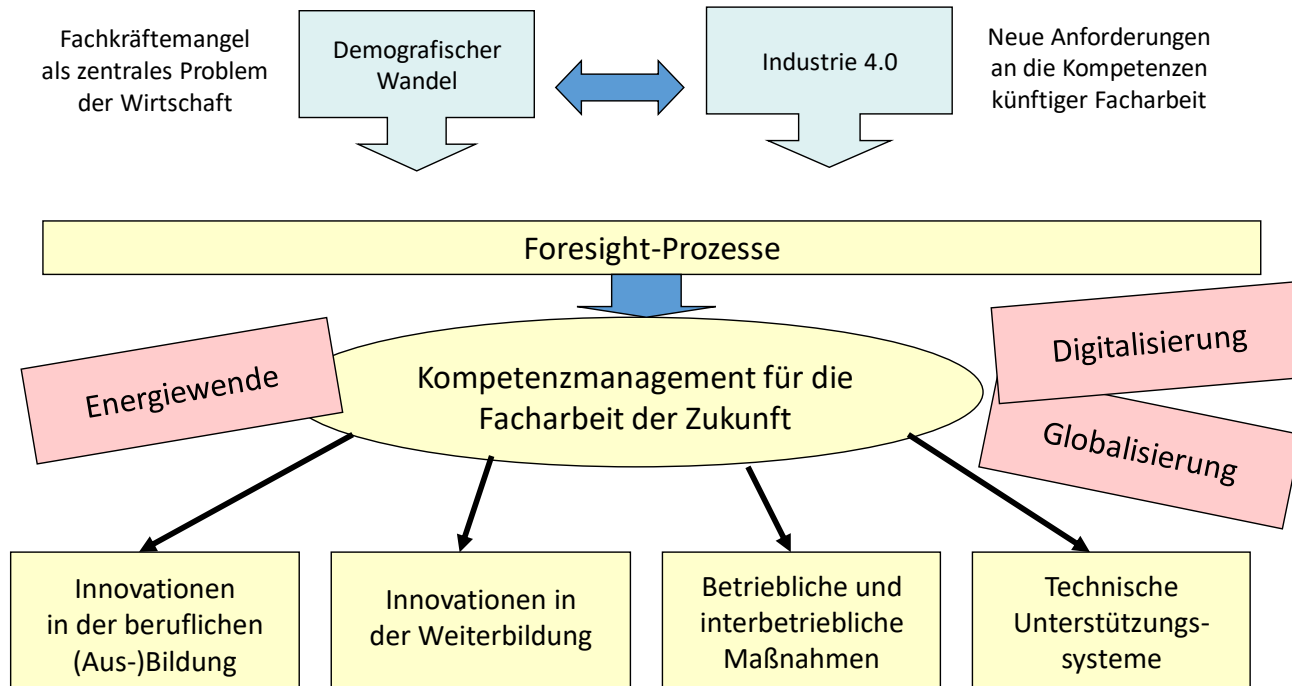 Fachkräftemangel
als zentrales Problem
der Wirtschaft
Demografischer
Wandel
Industrie 4.0
Neue Anforderungen
an die Kompetenzen
künftiger Facharbeit
Foresight-Prozesse
Energiewende
Kompetenzmanagement für die
Facharbeit der Zukunft
Digitalisierung
Globalisierung
Innovationen
in der beruflichen
(Aus-)Bildung
Innovationen in
der Weiterbildung
Betriebliche und
interbetriebliche
Maßnahmen
Technische
Unterstützungs-
systeme